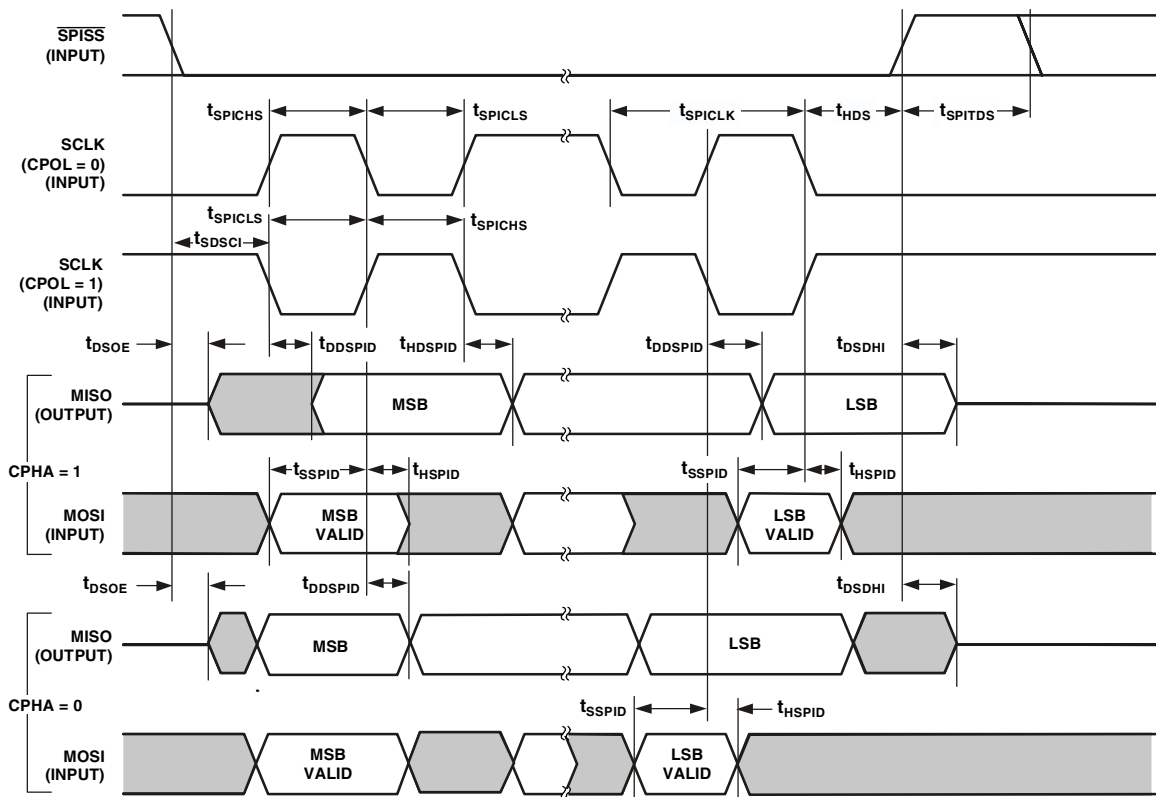 SPISS
(INPUT)
tSPICHS
tSPICLS
tSPICLK
tHDS
tSPITDS
SCLK
(CPOL = 0)
(INPUT)
tSPICLS
tSPICHS
tSDSCI
SCLK
(CPOL = 1)
(INPUT)
tDSOE
tDDSPID
tHDSPID
tDDSPID
tDSDHI
MISO
(OUTPUT)
MSB
LSB
CPHA = 1
tSSPID
tHSPID
tSSPID
tHSPID
MOSI
(INPUT)
MSB
VALID
LSB
VALID
tDSOE
tDDSPID
tDSDHI
MISO
(OUTPUT)
MSB
LSB
CPHA = 0
tSSPID
tHSPID
MOSI
(INPUT)
MSB
VALID
LSB
VALID